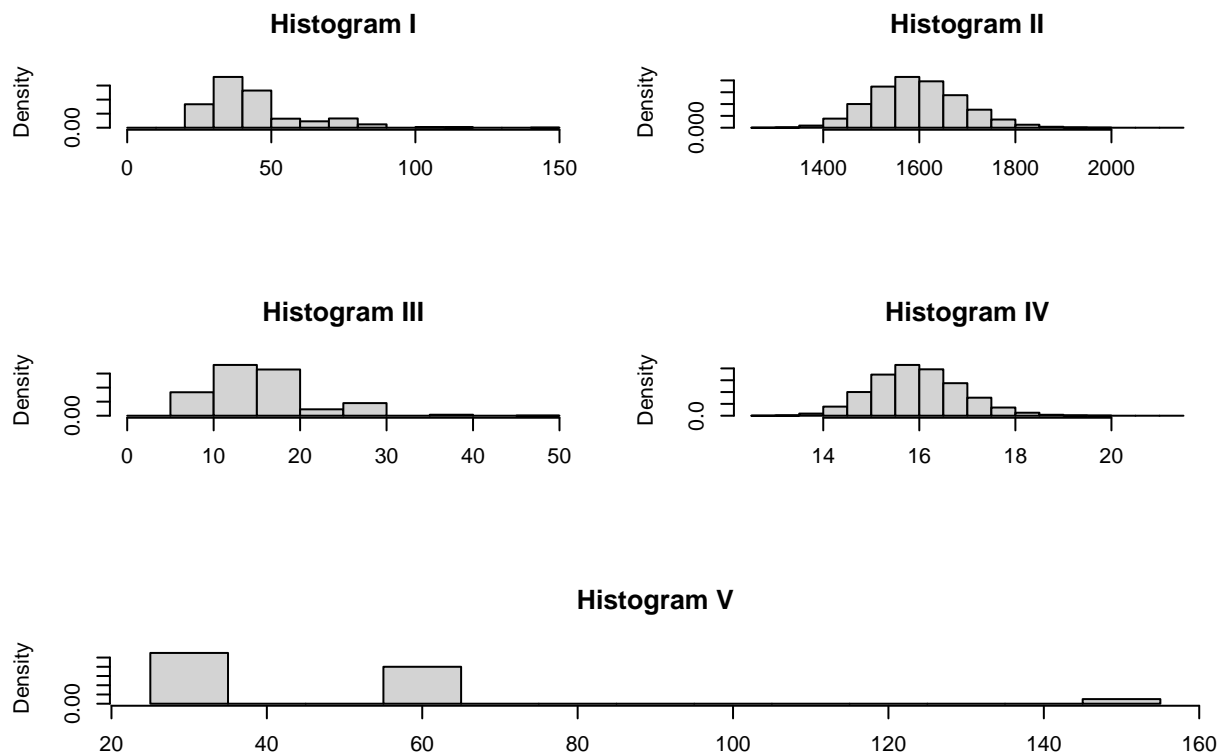 Histogram I
Density
0.00
0 50 100 150
Histogram II
Density
0.000
1400 1600 1800 2000
Histogram III
Density
0.00
0 10 20 30 40 50
Histogram IV
Density
0.0
14 16 18 20
Histogram V
Density
0.00
20 40 60 80 100 120 140 160